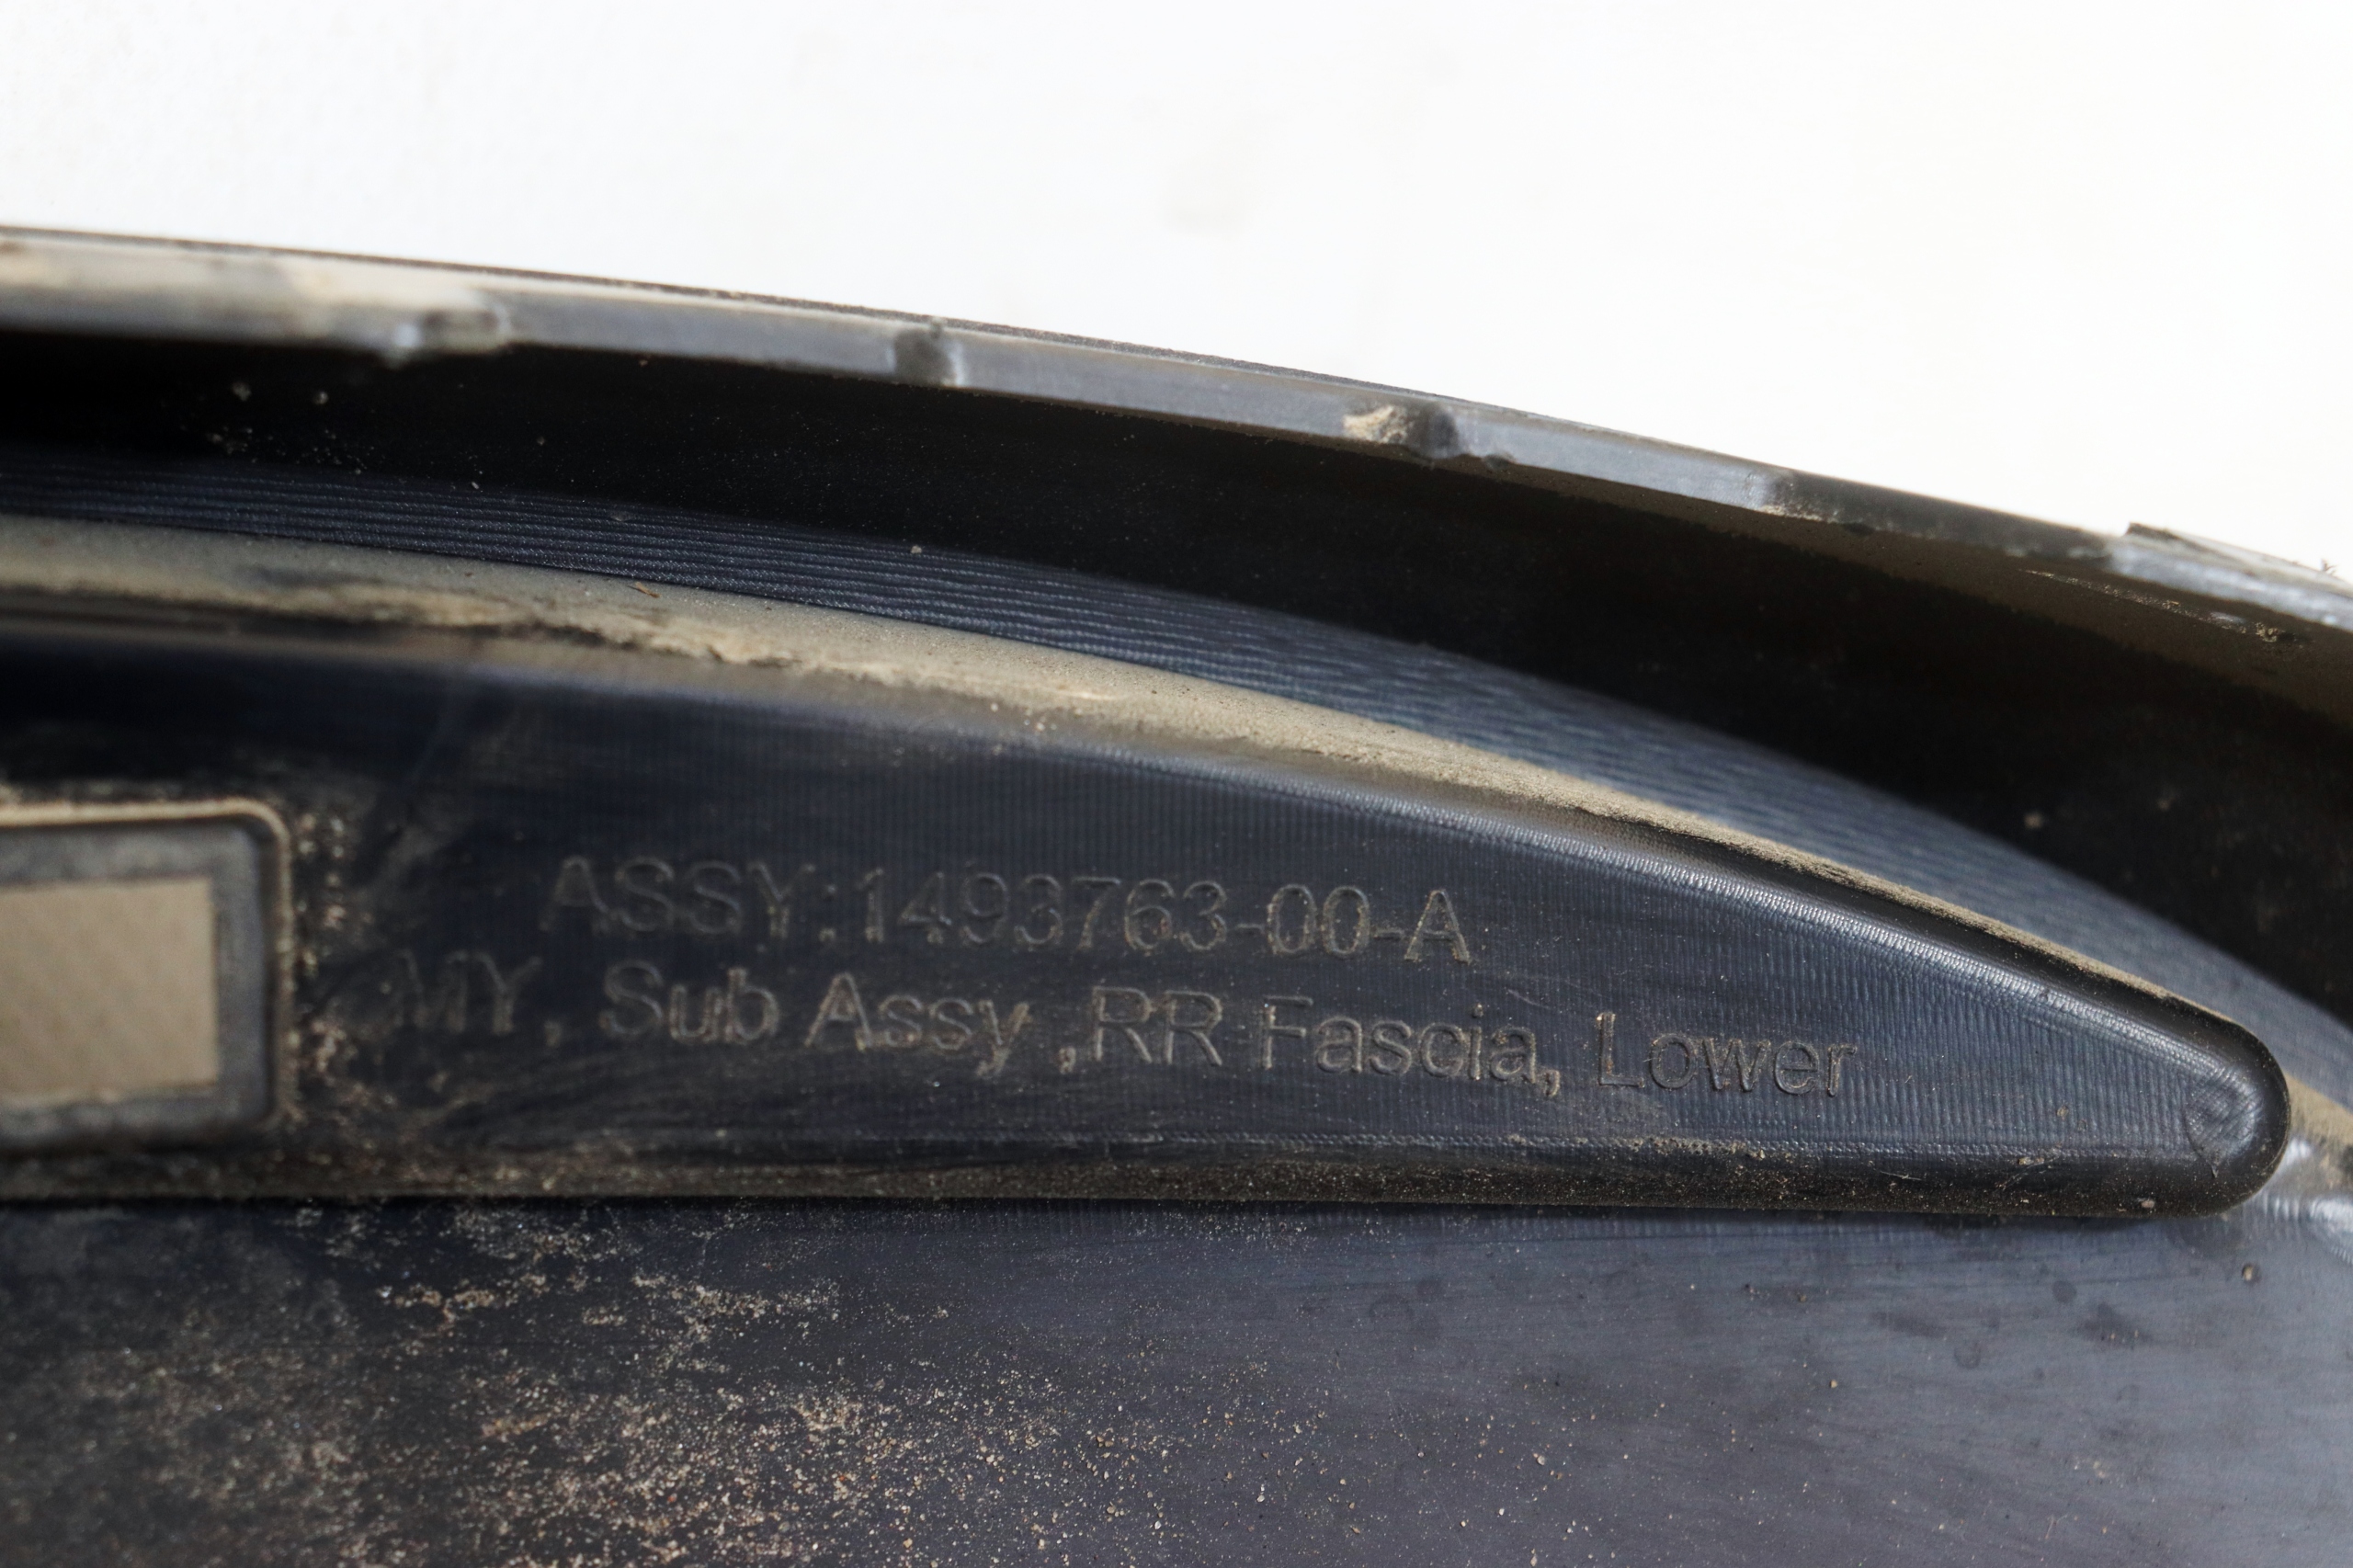 ASSY:1493763-00-A
MY, Sub Assy ,RR Fascia, Lower